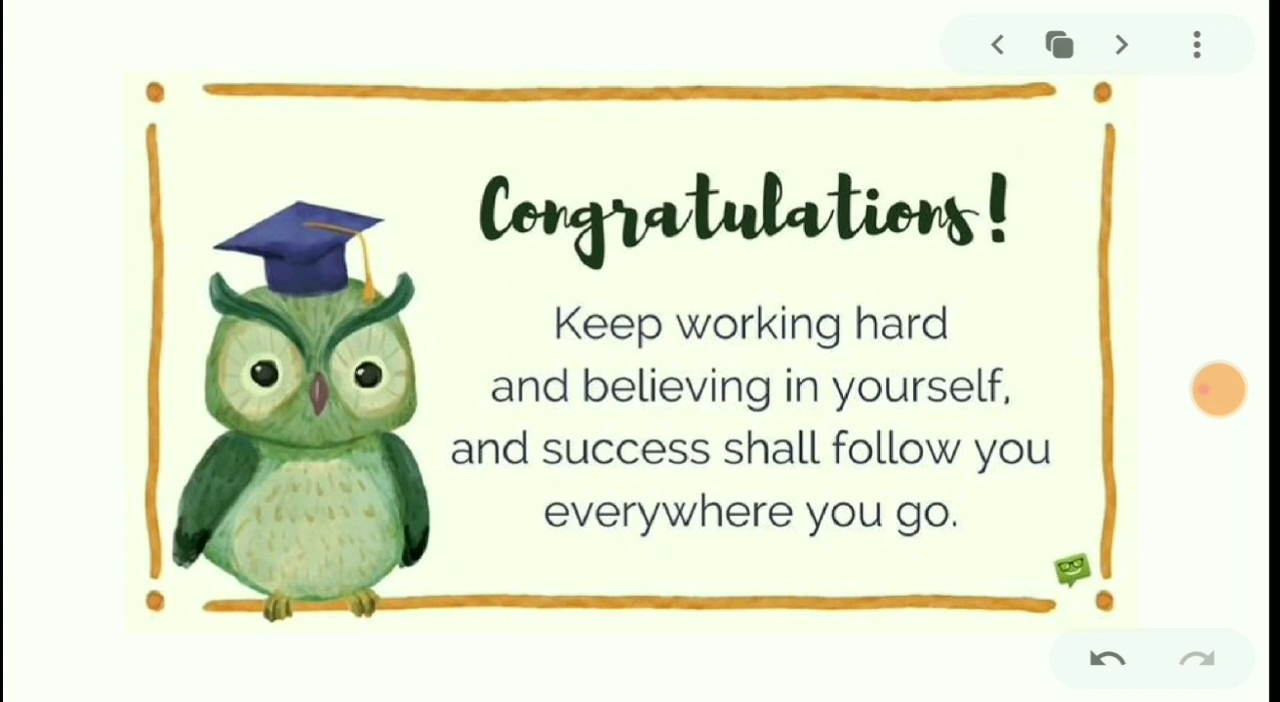 Congratulations!
Keep working hard
and believing in yourself,
and success shall follow you
everywhere you go.